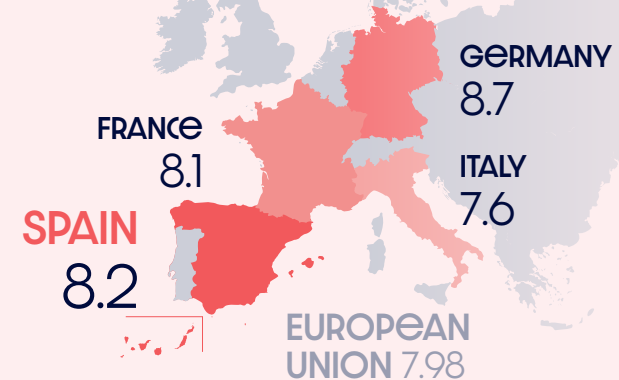 GERMANY
8.7
FRANCE
8.1
ITALY
7.6
SPAIN
8.2
EUROPEAN
UNION 7.98